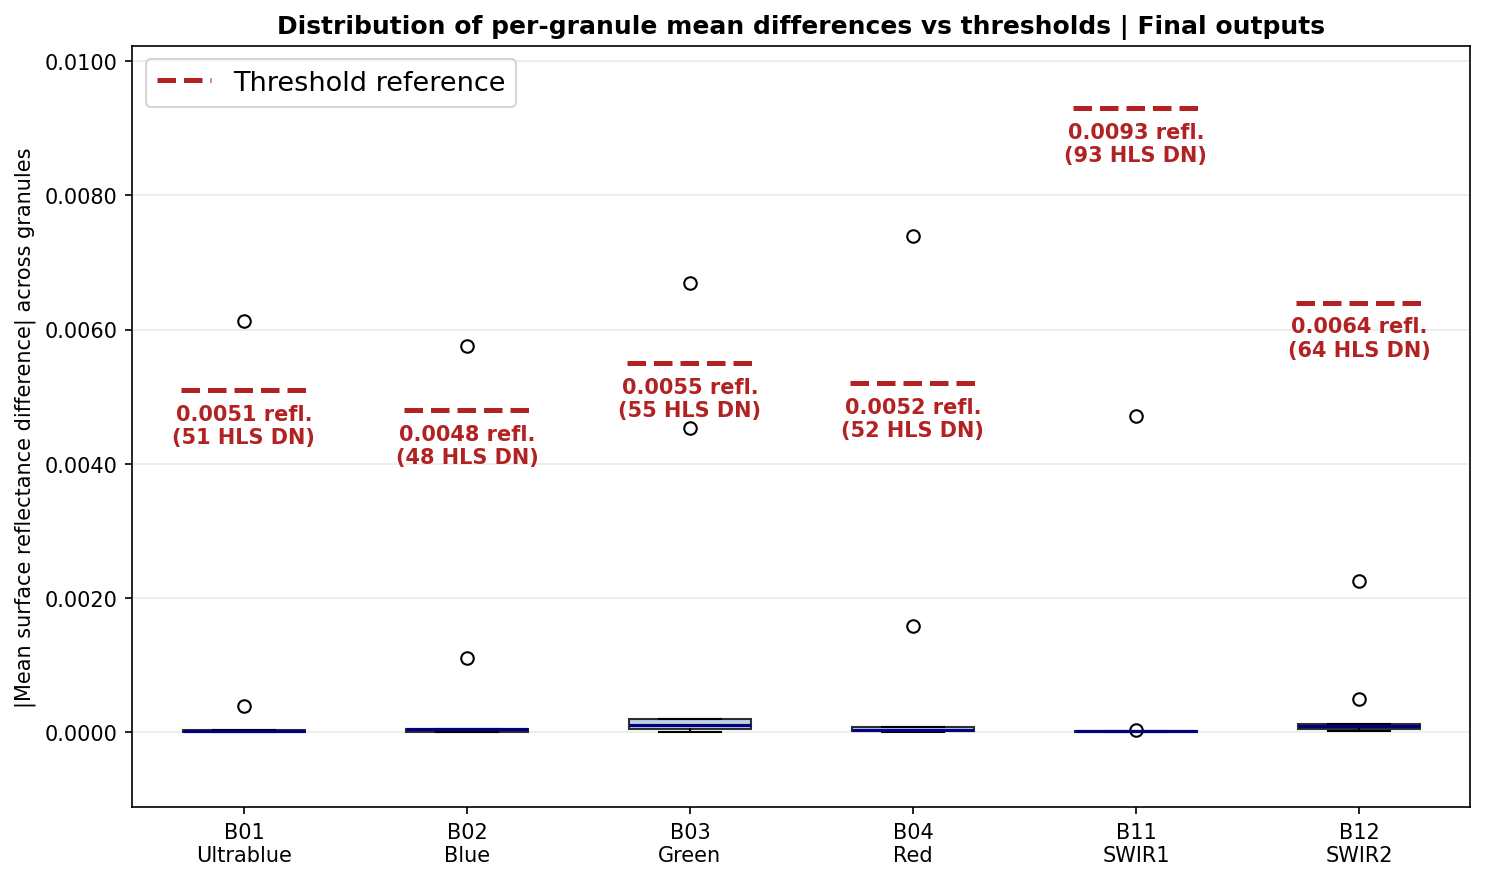 Distribution of per-granule mean differences vs thresholds | Final outputs
|Mean surface reflectance difference| across granules
0.0100
0.0080
0.0060
0.0040
0.0020
0.0000
Threshold reference
0.0051 refl.
(51 HLS DN)
0.0048 refl.
(48 HLS DN)
0.0055 refl.
(55 HLS DN)
0.0052 refl.
(52 HLS DN)
0.0093 refl.
(93 HLS DN)
0.0064 refl.
(64 HLS DN)
B01
Ultrablue
B02
Blue
B03
Green
B04
Red
B11
SWIR1
B12
SWIR2